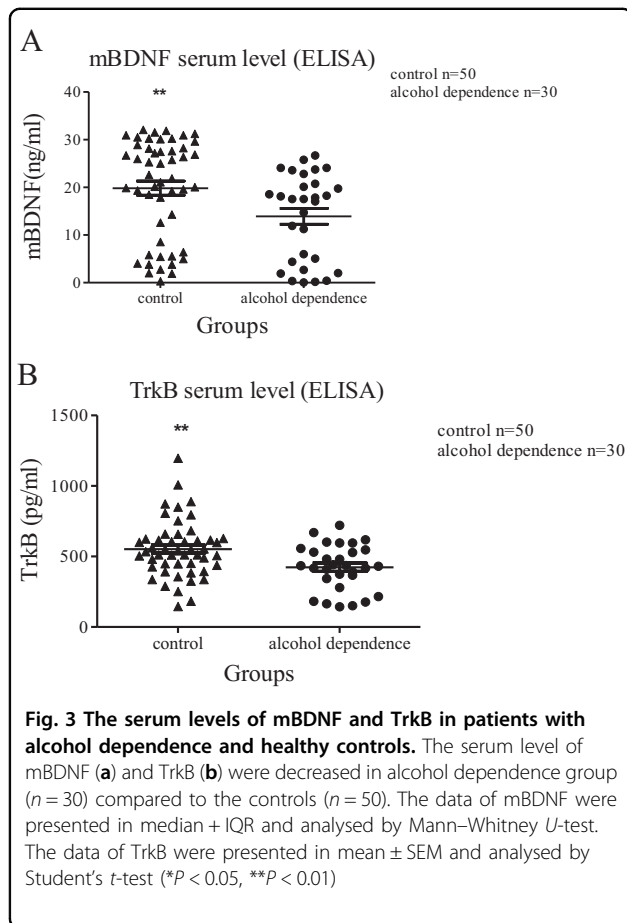 A
mBDNF serum level (ELISA)
control n=50
alcohol dependence n=30
**
40
30
20
10
0
mBDNF(ng/ml)
control
alcohol dependence
Groups
B
TrkB serum level (ELISA)
control n=50
alcohol dependence n=30
**
1500
1000
500
0
TrkB (pg/ml)
control
alcohol dependence
Groups
Fig. 3 The serum levels of mBDNF and TrkB in patients with
alcohol dependence and healthy controls. The serum level of
mBDNF (a) and TrkB (b) were decreased in alcohol dependence group
(n = 30) compared to the controls (n = 50). The data of mBDNF were
presented in median + IQR and analysed by Mann–Whitney U-test.
The data of TrkB were presented in mean ± SEM and analysed by
Student's t-test (*P < 0.05, **P < 0.01)